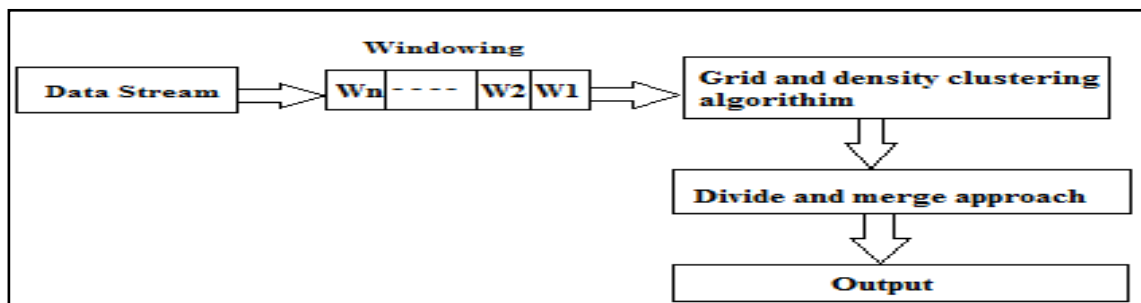 Windowing
Data Stream
Wn - - - - W2 W1
Grid and density clustering
algorithim
Divide and merge approach
Output